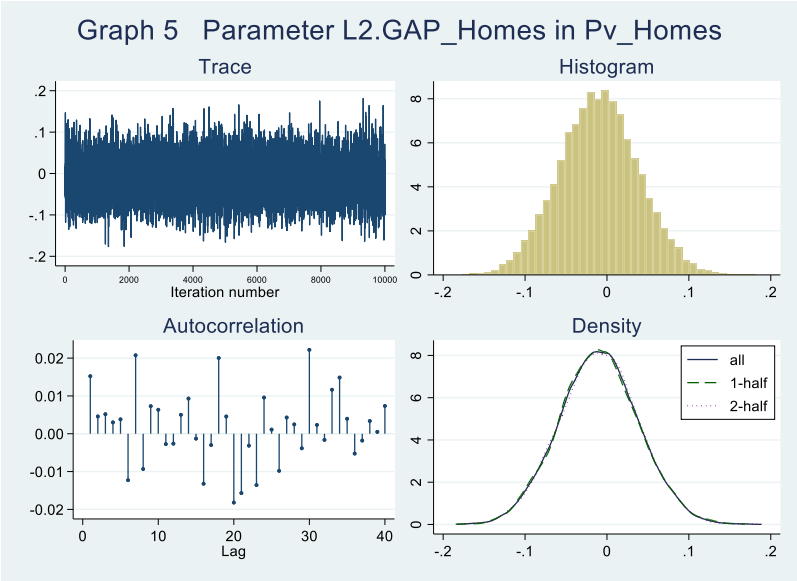 Graph 5   Parameter L2.GAP_Homes in Pv_Homes
Trace
.2
.1
0
-.1
-.2
0 2000 4000 6000 8000 10000
Iteration number
Histogram
8
6
4
2
0
-.2 -.1 0 .1 .2
Autocorrelation
0.02
0.01
0.00
-0.01
-0.02
0 10 20 30 40
Lag
Density
all
1-half
2-half
8
6
4
2
0
-.2 -.1 0 .1 .2